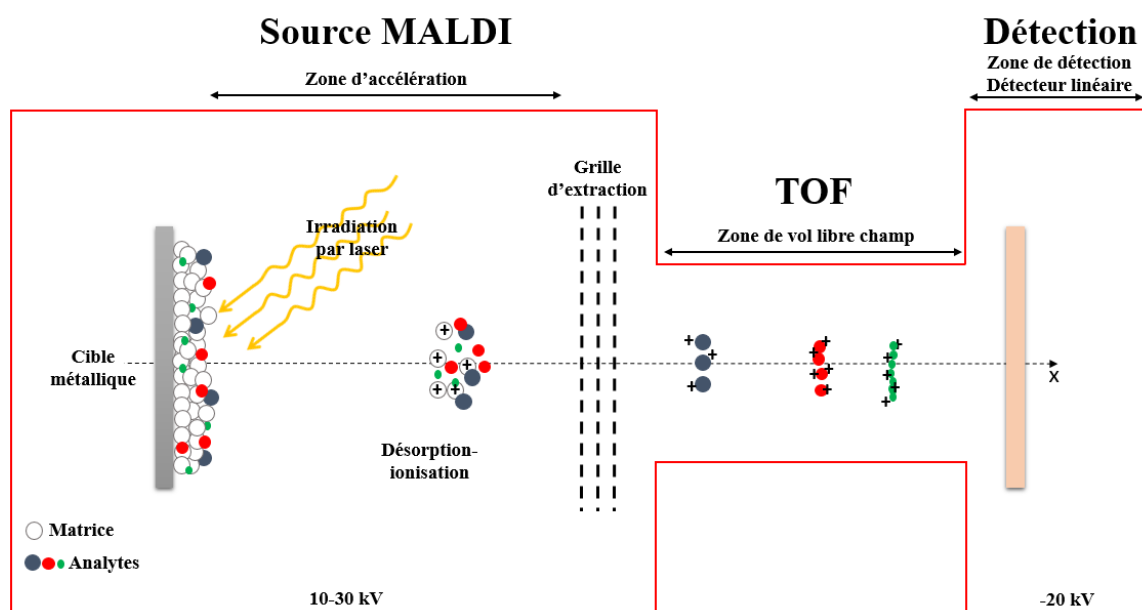 Source MALDI
Détection
Zone d’accélération
Zone de détection
Détecteur linéaire
Grille
d’extraction
TOF
Irradiation
par laser
Zone de vol libre champ
Cible
métallique
x
Désorption-
ionisation
Matrice
Analytes
10-30 kV
-20 kV